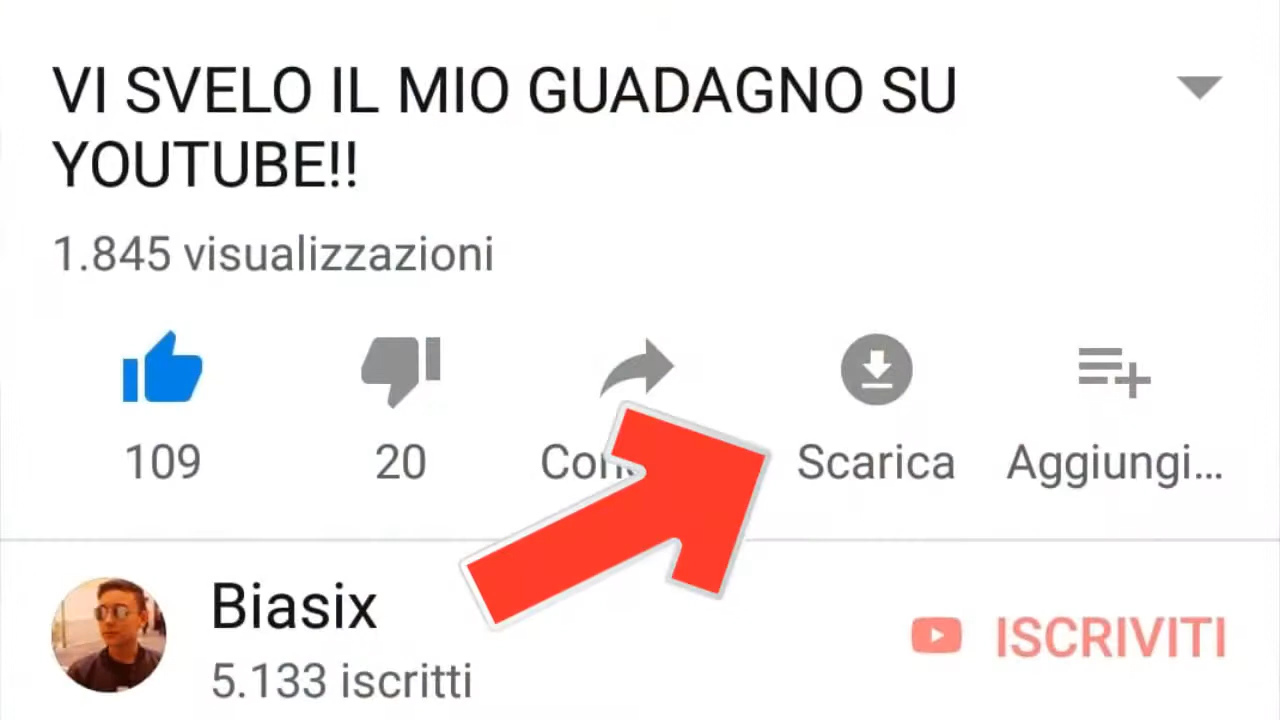 VI SVELO IL MIO GUADAGNO SU
YOUTUBE!!
1.845 visualizzazioni
109 20 Scarica Aggiungi...
Biasix
5.133 iscritti
ISCRIVITI